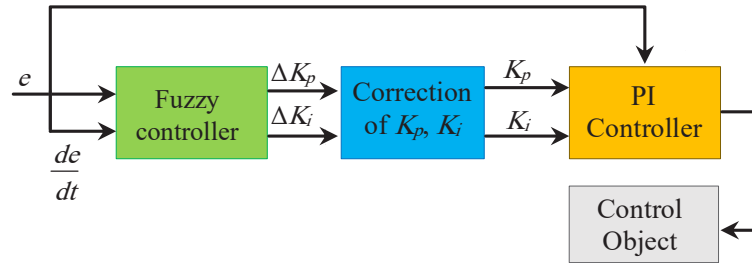 e
de
dt
Fuzzy
controller
ΔKp
ΔKi
Correction
of Kp, Ki
Kp
Ki
PI
Controller
Control
Object